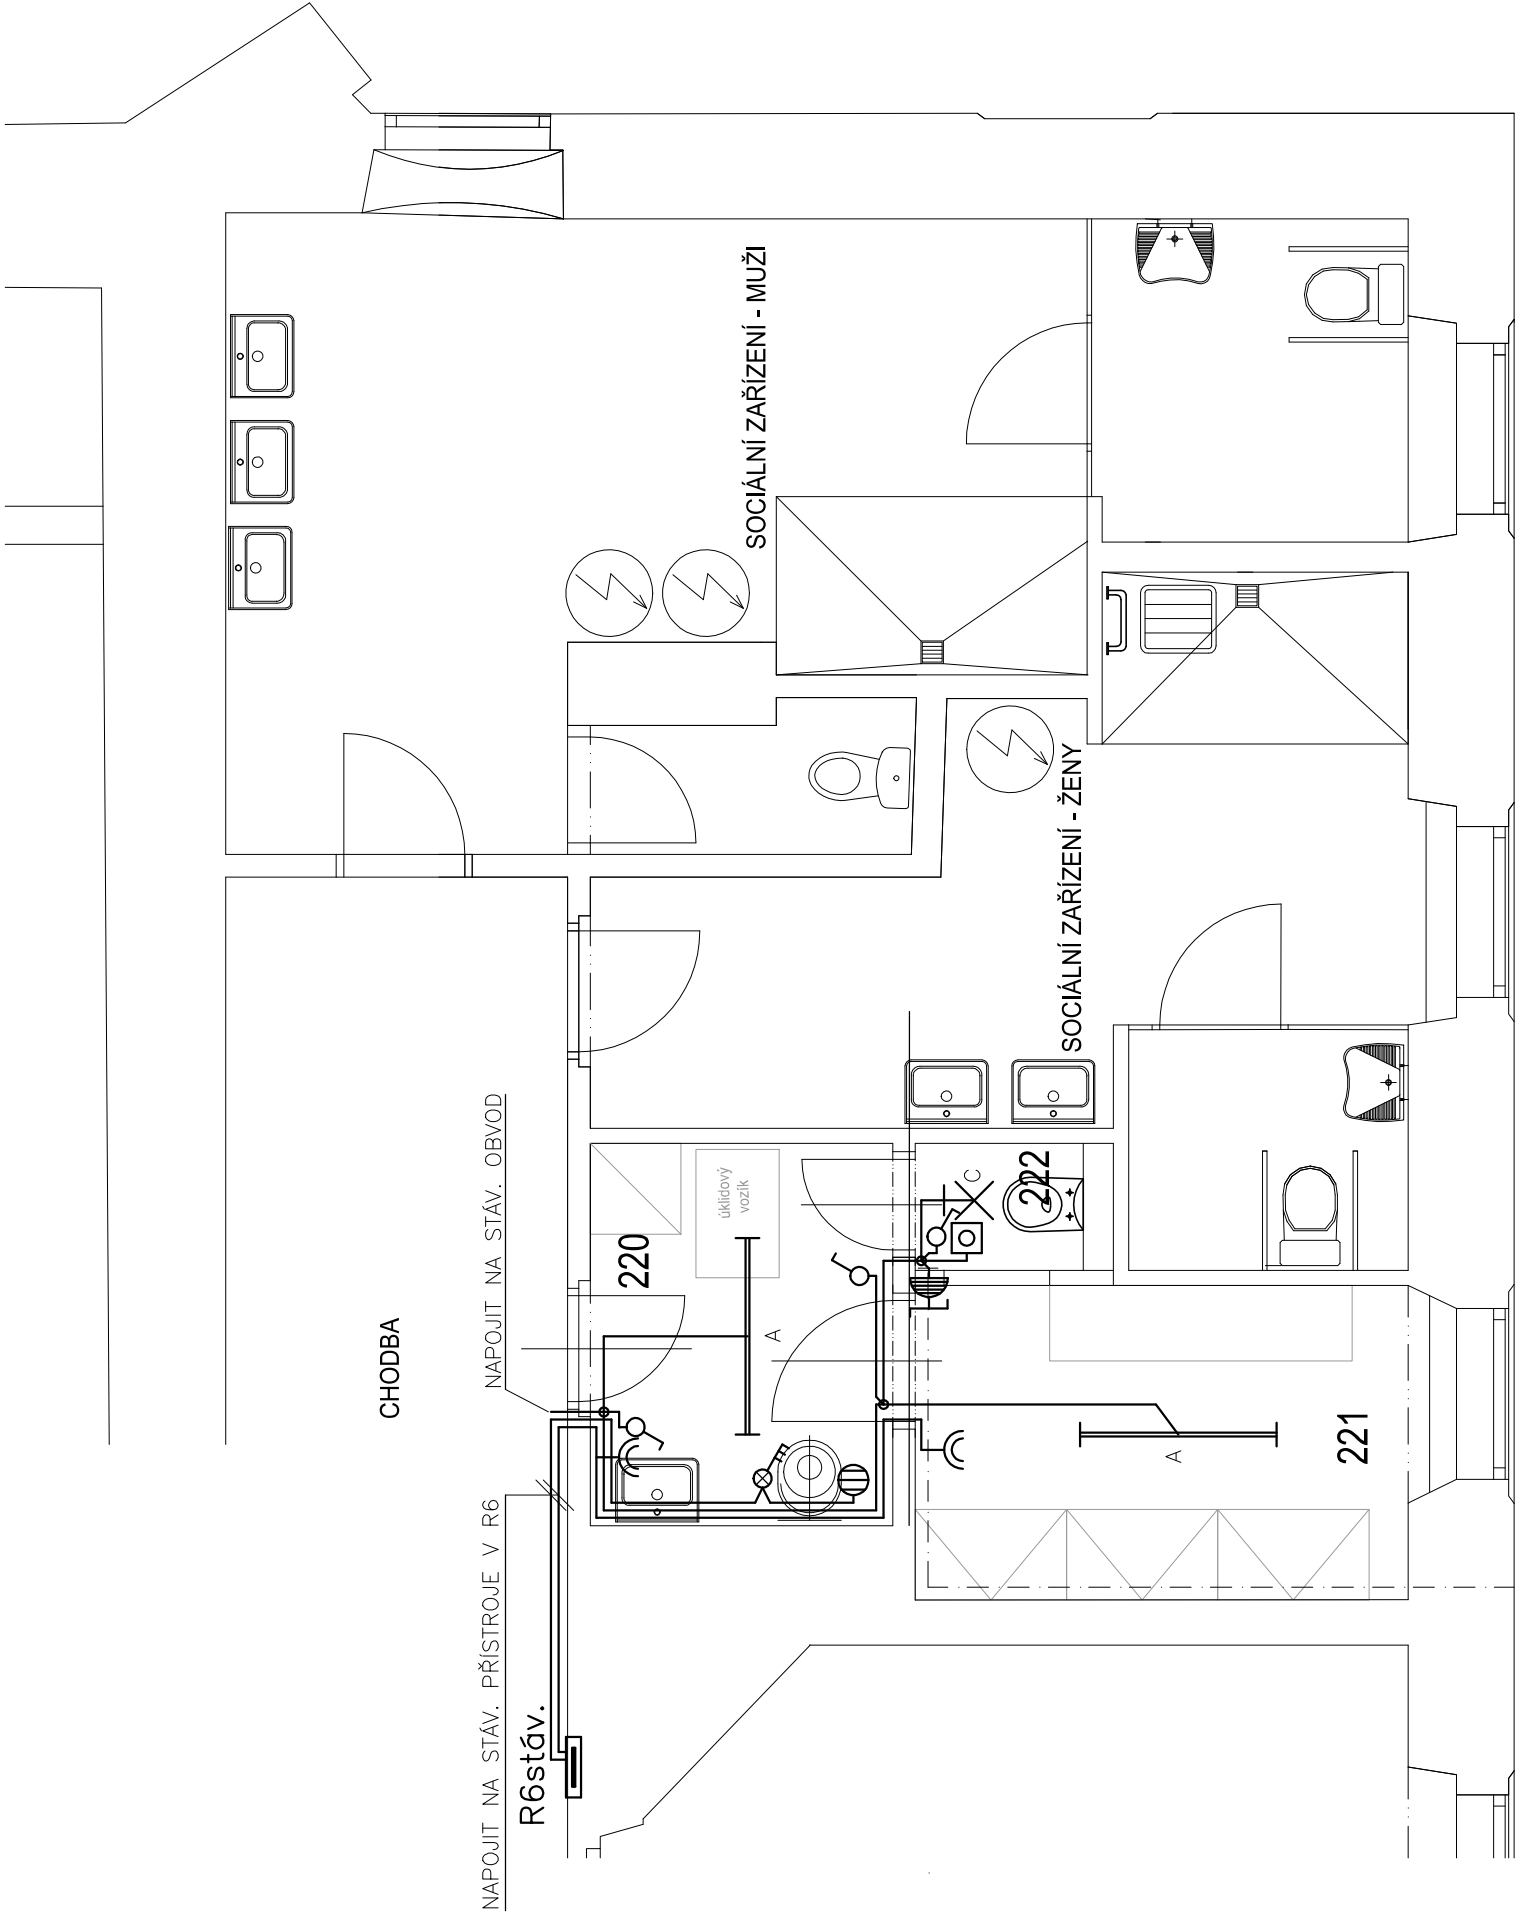 SOCIÁLNÍ ZAŘÍZENÍ - MUŽI
SOCIÁLNÍ ZAŘÍZENÍ - ŽENY
CHODBA
NAPOJIT NA STÁV. OBVOD
NAPOJIT NA STÁV. PŘÍSTROJE V R6
R6stáv.
220
úklidový
vozík
A
222
C
221
A